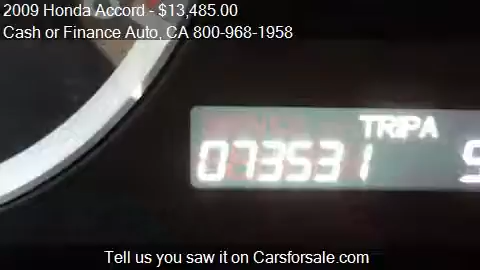 2009 Honda Accord - $13,485.00
Cash or Finance Auto, CA 800-968-1958
TRIP A
073531
Tell us you saw it on Carsforsale.com